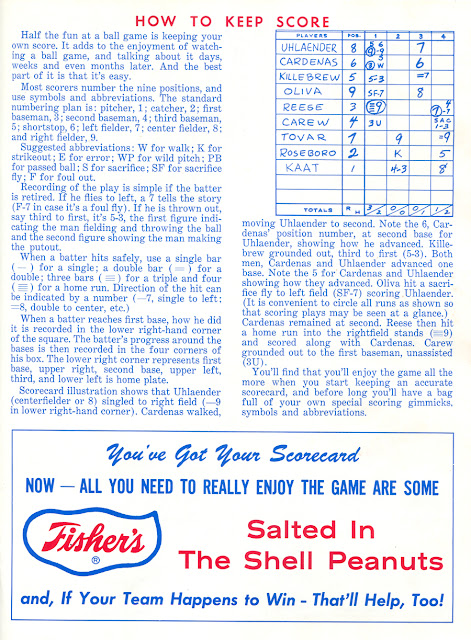 HOW TO KEEP SCORE
Half the fun at a ball game is keeping your
own score. It adds to the enjoyment of watch-
ing a ball game, and talking about it days,
weeks and even months later. And the best
part of it is that it's easy.
Most scorers number the nine positions, and
use symbols and abbreviations. The standard
numbering plan is: pitcher, 1; catcher, 2; first
baseman, 3; second baseman, 4; third baseman,
5; shortstop, 6; left fielder, 7; center fielder, 8;
and right fielder, 9.
Suggested abbreviations: W for walk; K for
strikeout; E for error; WP for wild pitch; PB
for passed ball; S for sacrifice; SF for sacrifice
fly; F for foul out.
Recording of the play is simple if the batter
is retired. If he flies to left, a 7 tells the story
(F-7 in case it's a foul fly). If he is thrown out,
say third to first, it's 5-3, the first figure indi-
cating the man fielding and throwing the ball
and the second figure showing the man making
the putout.
When a batter hits safely, use a single bar
(—) for a single; a double bar (=) for a
double; three bars (≡) for a triple and four
(≣) for a home run. Direction of the hit can
be indicated by a number (—7, single to left;
=8, double to center, etc.)
When a batter reaches first base, how he did
it is recorded in the lower right-hand corner
of the square. The batter's progress around the
bases is then recorded in the four corners of
his box. The lower right corner represents first
base, upper right, second base, upper left,
third, and lower left is home plate.
Scorecard illustration shows that Uhlaender
(centerfielder or 8) singled to right field (—9
in lower right-hand corner). Cardenas walked,
PLAYERS POS. 1 2 3 4
UHLAENDER 8 5 6 9 -9 7
CARDENAS 6 5 W 6
KILLEBREW 5 5-3 =7
OLIVA 9 SF-7 8
REESE 3 ≣9 4 -7
CAREW 4 3U SAC 1-3
TOVAR 7 9 =9
ROSEBORO 2 K 5
KAAT 1 4-3 8
TOTALS R H 3/2 0/0 0/1 1/2
moving Uhlaender to second. Note the 6, Car-
denas' position number, at second base for
Uhlaender, showing how he advanced. Kille-
brew grounded out, third to first (5-3). Both
men, Cardenas and Uhlaender advanced one
base. Note the 5 for Cardenas and Uhlaender
showing how they advanced. Oliva hit a sacri-
fice fly to left field (SF-7) scoring Uhlaender.
(It is convenient to circle all runs as shown so
that scoring plays may be seen at a glance.)
Cardenas remained at second. Reese then hit
a home run into the rightfield stands (≣9)
and scored along with Cardenas. Carew
grounded out to the first baseman, unassisted
(3U).
You'll find that you'll enjoy the game all the
more when you start keeping an accurate
scorecard, and before long you'll have a bag
full of your own special scoring gimmicks,
symbols and abbreviations.
You've Got Your Scorecard
NOW — ALL YOU NEED TO REALLY ENJOY THE GAME ARE SOME
Fisher's
®
Salted In
The Shell Peanuts
and, If Your Team Happens to Win - That'll Help, Too!